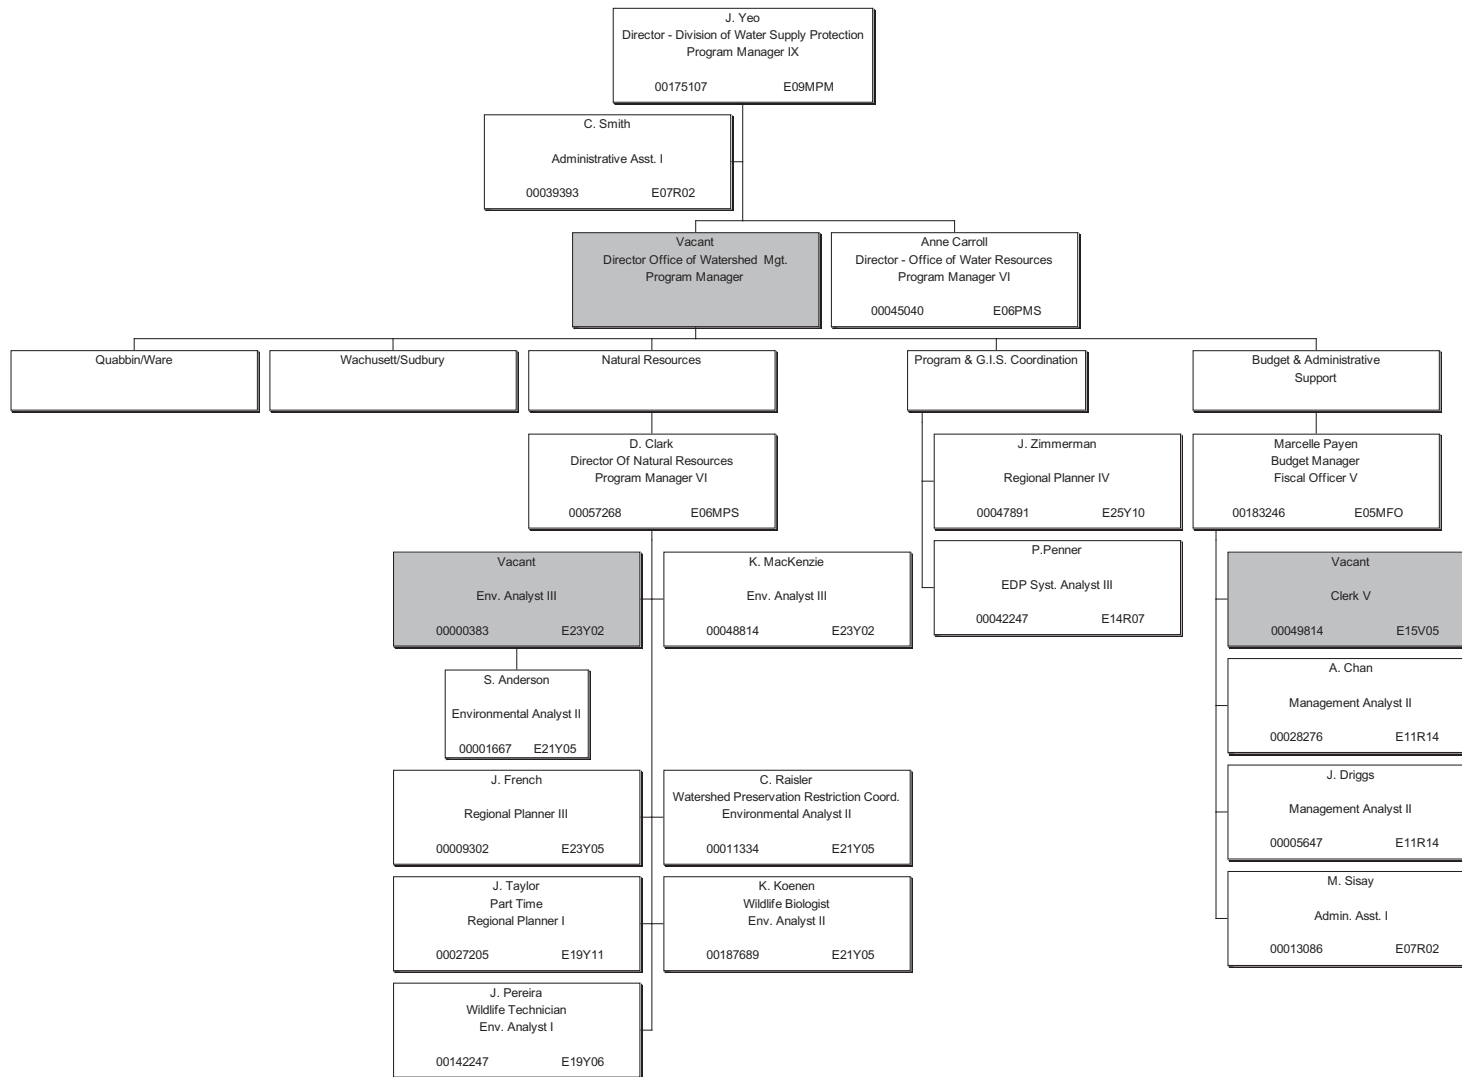 J. Yeo
Director - Division of Water Supply Protection
Program Manager IX
00175107 E09MPM
C. Smith
Administrative Asst. I
00039393 E07R02
Vacant
Director Office of Watershed Mgt.
Program Manager
Anne Carroll
Director - Office of Water Resources
Program Manager VI
00045040 E06PMS
Quabbin/Ware
Wachusett/Sudbury
Natural Resources
Program & G.I.S. Coordination
Budget & Administrative
Support
D. Clark
Director Of Natural Resources
Program Manager VI
00057268 E06MPS
J. Zimmerman
Regional Planner IV
00047891 E25Y10
Marcelle Payen
Budget Manager
Fiscal Officer V
00183246 E05MFO
Vacant
Env. Analyst III
00000383 E23Y02
K. MacKenzie
Env. Analyst III
00048814 E23Y02
P.Penner
EDP Syst. Analyst III
00042247 E14R07
Vacant
Clerk V
00049814 E15V05
S. Anderson
Environmental Analyst II
00001667 E21Y05
A. Chan
Management Analyst II
00028276 E11R14
J. French
Regional Planner III
00009302 E23Y05
C. Raisler
Watershed Preservation Restriction Coord.
Environmental Analyst II
00011334 E21Y05
J. Driggs
Management Analyst II
00005647 E11R14
J. Taylor
Part Time
Regional Planner I
00027205 E19Y11
K. Koenen
Wildlife Biologist
Env. Analyst II
00187689 E21Y05
M. Sisay
Admin. Asst. I
00013086 E07R02
J. Pereira
Wildlife Technician
Env. Analyst I
00142247 E19Y06